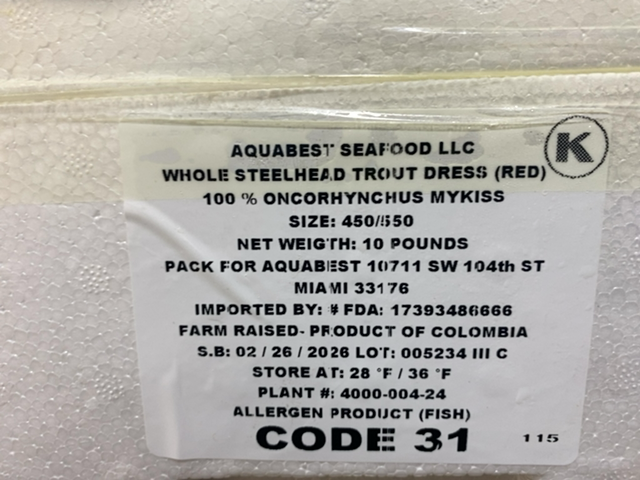 K
AQUABEST SEAFOOD LLC
WHOLE STEELHEAD TROUT DRESS (RED)
100 % ONCORHYNCHUS MYKISS
SIZE: 450/550
NET WEIGTH: 10 POUNDS
PACK FOR AQUABEST 10711 SW 104th ST
MIAMI 33176
IMPORTED BY: # FDA: 17393486666
FARM RAISED- PRODUCT OF COLOMBIA
S.B: 02 / 26 / 2026 LOT: 005234 III C
STORE AT: 28 °F / 36 °F
PLANT #: 4000-004-24
ALLERGEN PRODUCT (FISH)
CODE 31 115